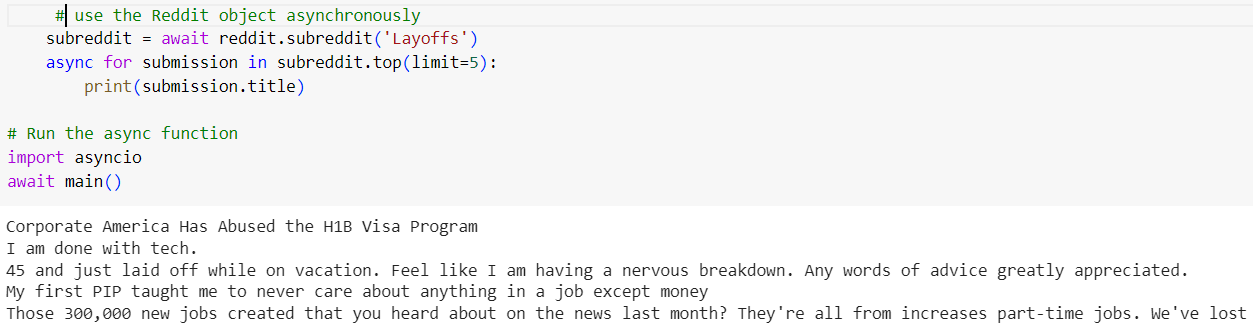 # use the Reddit object asynchronously
subreddit = await reddit.subreddit('Layoffs')
async for submission in subreddit.top(limit=5):
print(submission.title)
# Run the async function
import asyncio
await main()
Corporate America Has Abused the H1B Visa Program
I am done with tech.
45 and just laid off while on vacation. Feel like I am having a nervous breakdown. Any words of advice greatly appreciated.
My first PIP taught me to never care about anything in a job except money
Those 300,000 new jobs created that you heard about on the news last month? They're all from increases part-time jobs. We've lost